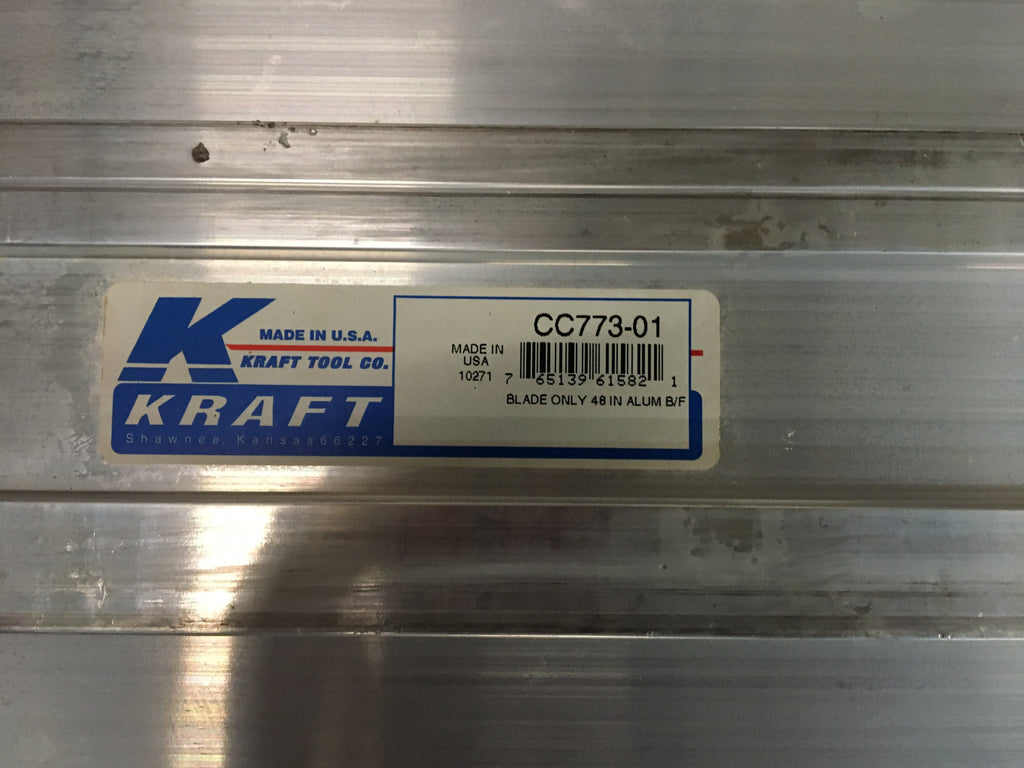 K
MADE IN U.S.A.
KRAFT TOOL CO.
KRAFT
Shawnee, Kansas 66227
CC773-01
MADE IN
USA
10271
7 65139 61582 1
BLADE ONLY 48 IN ALUM B/F